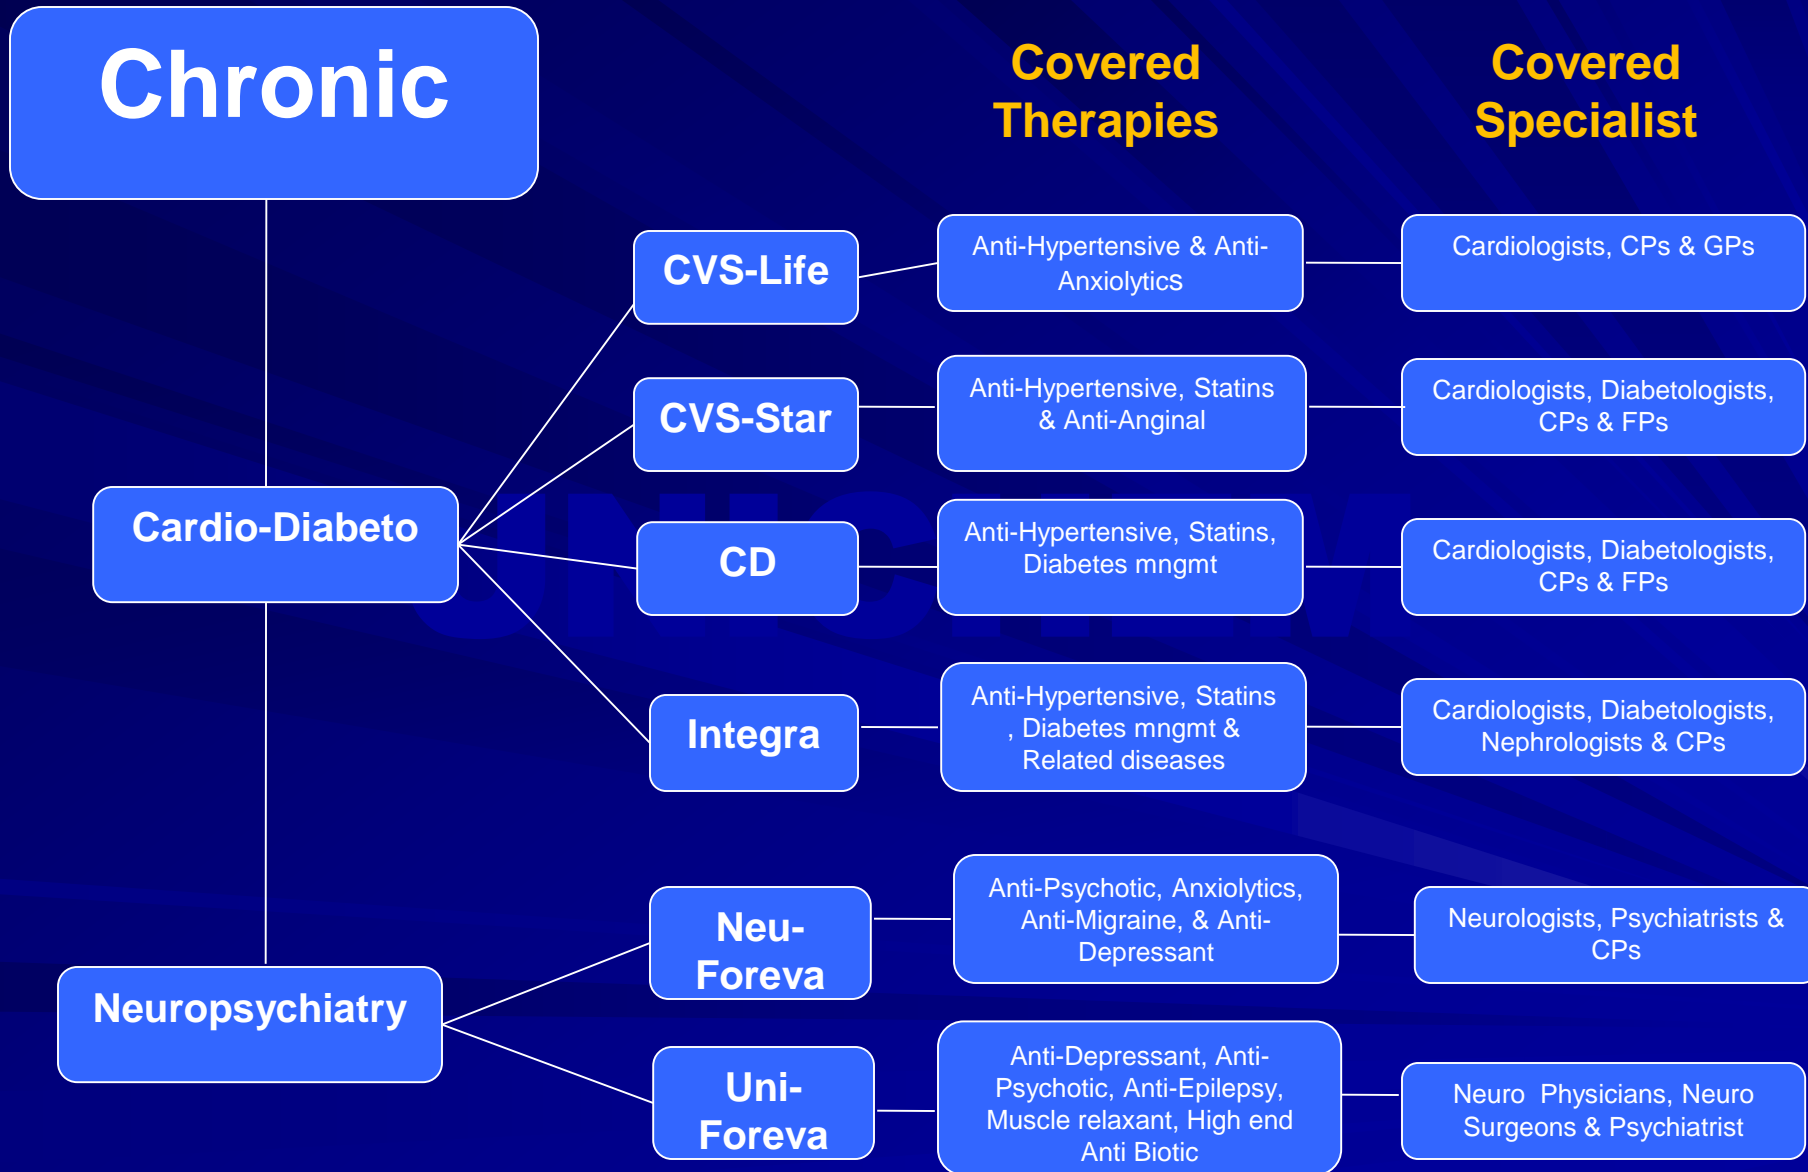 Chronic
Covered
Therapies
Covered
Specialist
CVS-Life
Anti-Hypertensive & Anti-
Anxiolytics
Cardiologists, CPs & GPs
CVS-Star
Anti-Hypertensive, Statins
& Anti-Anginal
Cardiologists, Diabetologists,
CPs & FPs
Cardio-Diabeto
CD
Anti-Hypertensive, Statins,
Diabetes mngmt
Cardiologists, Diabetologists,
CPs & FPs
UNICHEM
Integra
Anti-Hypertensive, Statins
, Diabetes mngmt &
Related diseases
Cardiologists, Diabetologists,
Nephrologists & CPs
Neuropsychiatry
Neu-
Foreva
Anti-Psychotic, Anxiolytics,
Anti-Migraine, & Anti-
Depressant
Neurologists, Psychiatrists &
CPs
Uni-
Foreva
Anti-Depressant, Anti-
Psychotic, Anti-Epilepsy,
Muscle relaxant, High end
Anti Biotic
Neuro  Physicians, Neuro
Surgeons & Psychiatrist